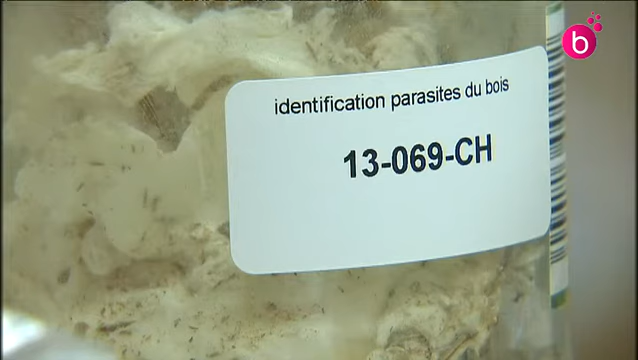 b
identification parasites du bois
13-069-CH